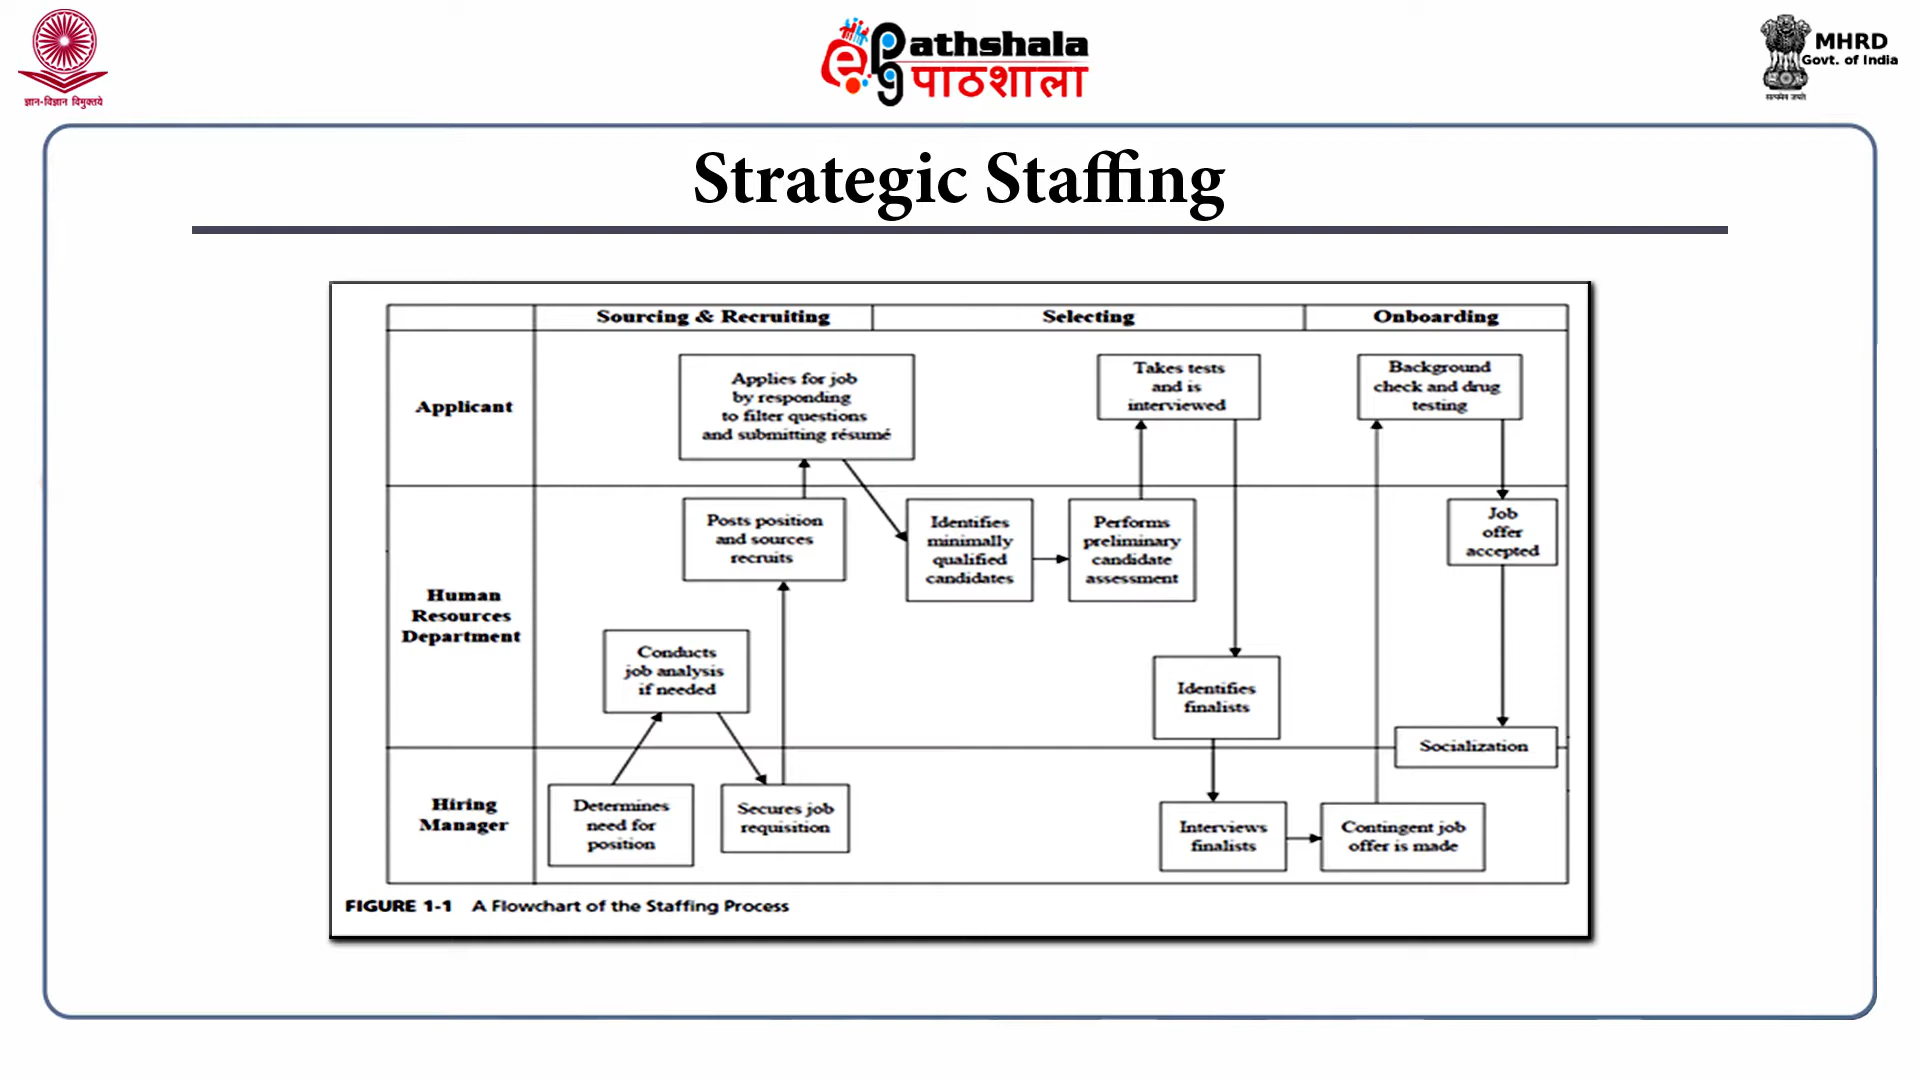 ज्ञान-विज्ञान विमुक्तये
ePathshala
पाठशाला
MHRD
Govt. of India
सत्यमेव जयते
Strategic Staffing
Sourcing & Recruiting
Selecting
Onboarding
Applicant
Applies for job
by responding
to filter questions
and submitting résumé
Takes tests
and is
interviewed
Background
check and drug
testing
Human
Resources
Department
Posts position
and sources
recruits
Identifies
minimally
qualified
candidates
Performs
preliminary
candidate
assessment
Job
offer
accepted
Conducts
job analysis
if needed
Identifies
finalists
Socialization
Hiring
Manager
Determines
need for
position
Secures job
requisition
Interviews
finalists
Contingent job
offer is made
FIGURE 1-1 A Flowchart of the Staffing Process